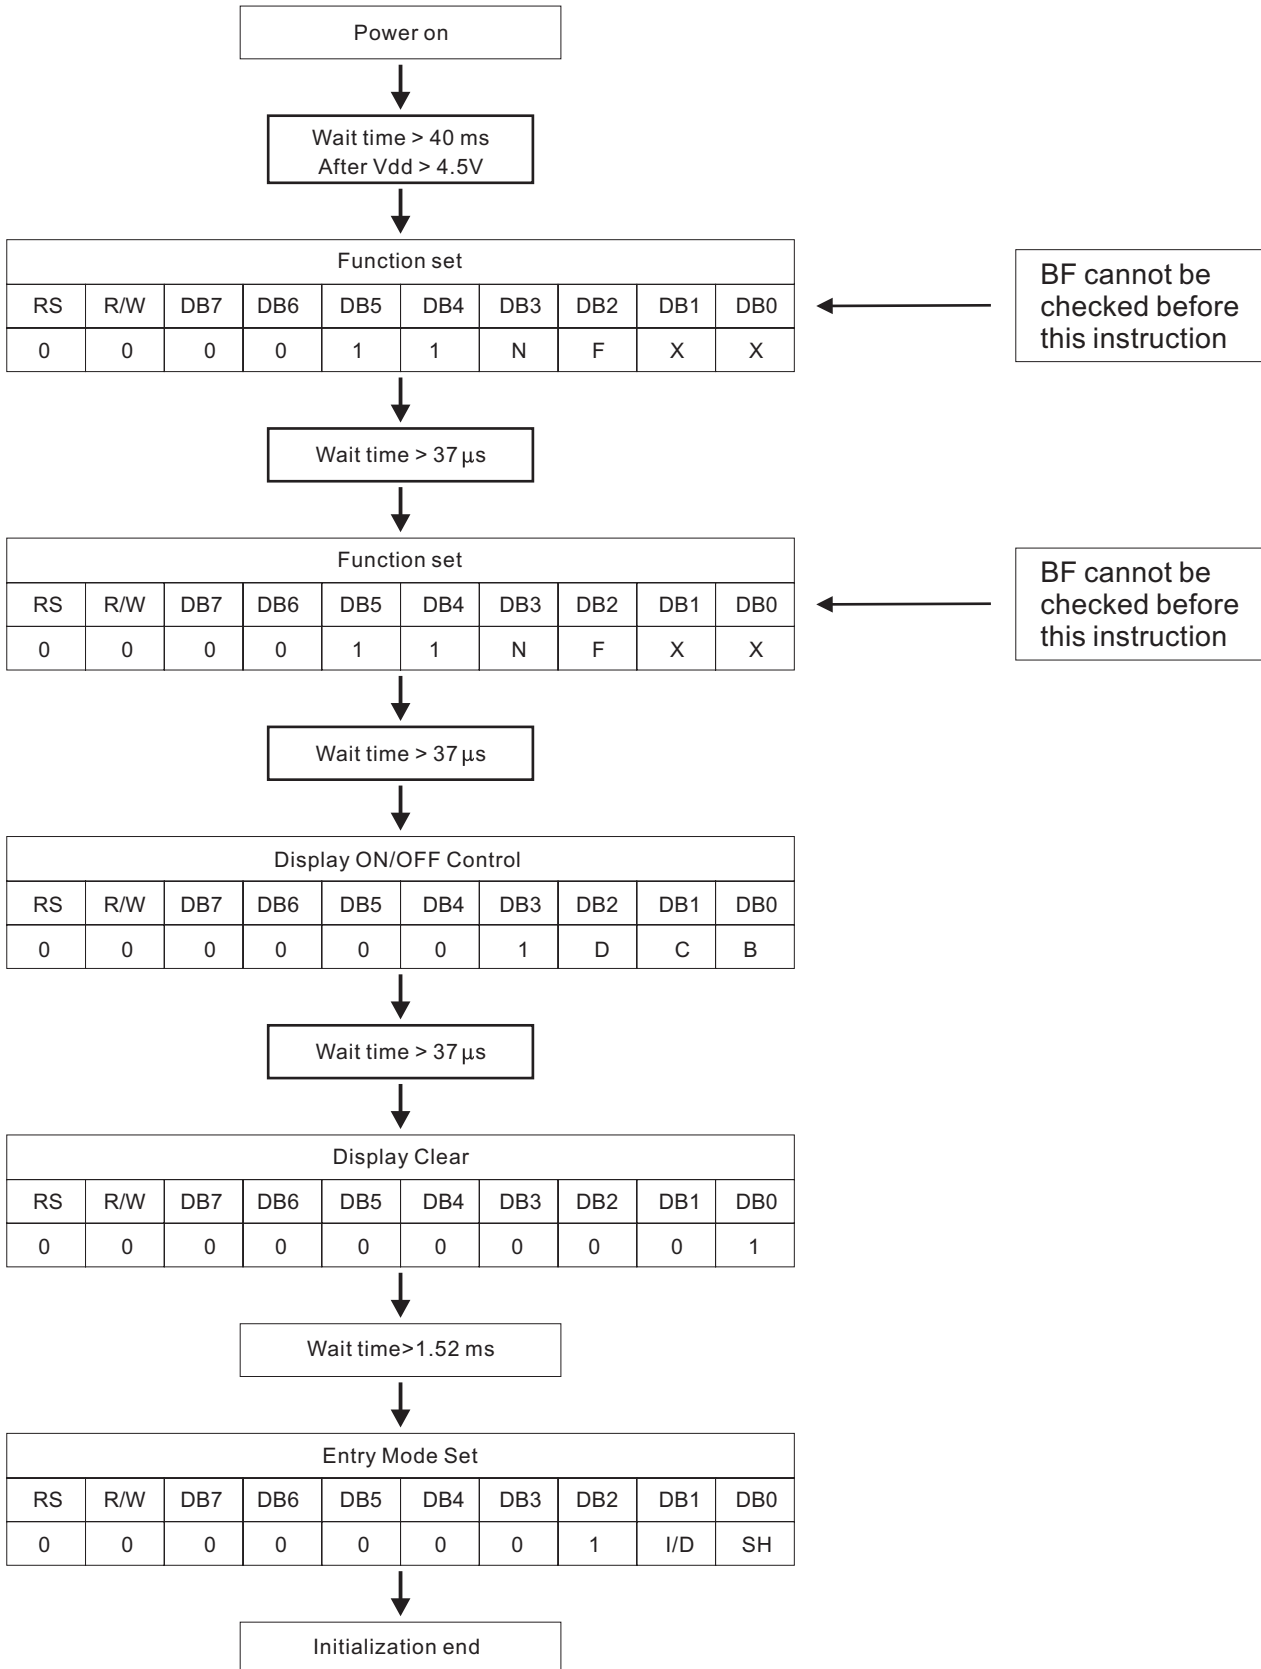 Power on
Wait time > 40 ms
After Vdd > 4.5V
Function set
RS R/W DB7 DB6 DB5 DB4 DB3 DB2 DB1 DB0
0 0 0 0 1 1 N F X X
BF cannot be
checked before
this instruction
Wait time > 37 μs
Function set
RS R/W DB7 DB6 DB5 DB4 DB3 DB2 DB1 DB0
0 0 0 0 1 1 N F X X
BF cannot be
checked before
this instruction
Wait time > 37 μs
Display ON/OFF Control
RS R/W DB7 DB6 DB5 DB4 DB3 DB2 DB1 DB0
0 0 0 0 0 0 1 D C B
Wait time > 37 μs
Display Clear
RS R/W DB7 DB6 DB5 DB4 DB3 DB2 DB1 DB0
0 0 0 0 0 0 0 0 0 1
Wait time>1.52 ms
Entry Mode Set
RS R/W DB7 DB6 DB5 DB4 DB3 DB2 DB1 DB0
0 0 0 0 0 0 0 1 I/D SH
Initialization end